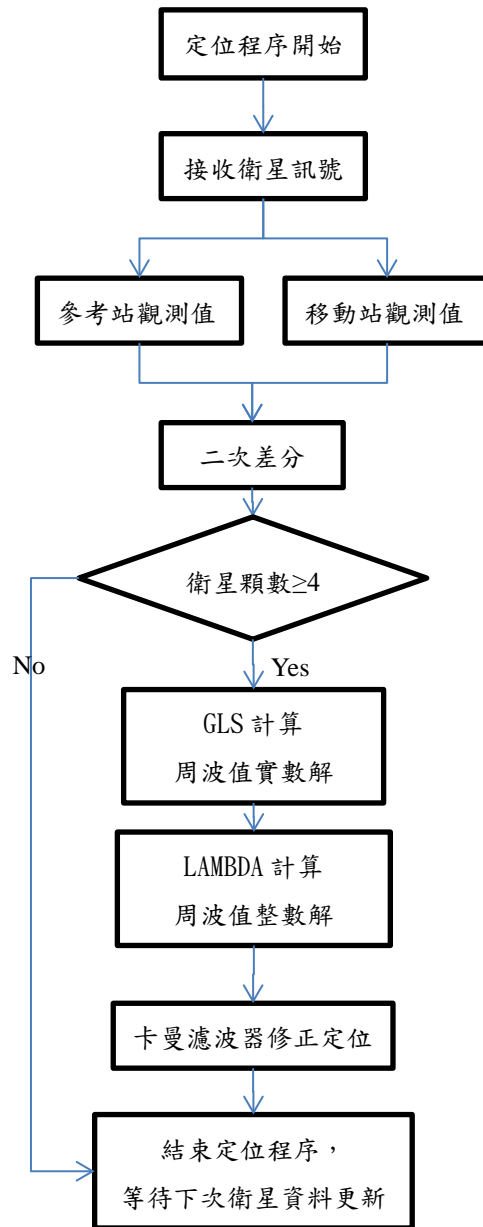 定位程序開始
接收衛星訊號
參考站觀測值
移動站觀測值
二次差分
衛星顆數≥4
No
Yes
GLS 計算
周波值實數解
LAMBDA 計算
周波值整數解
卡曼濾波器修正定位
結束定位程序，
等待下次衛星資料更新